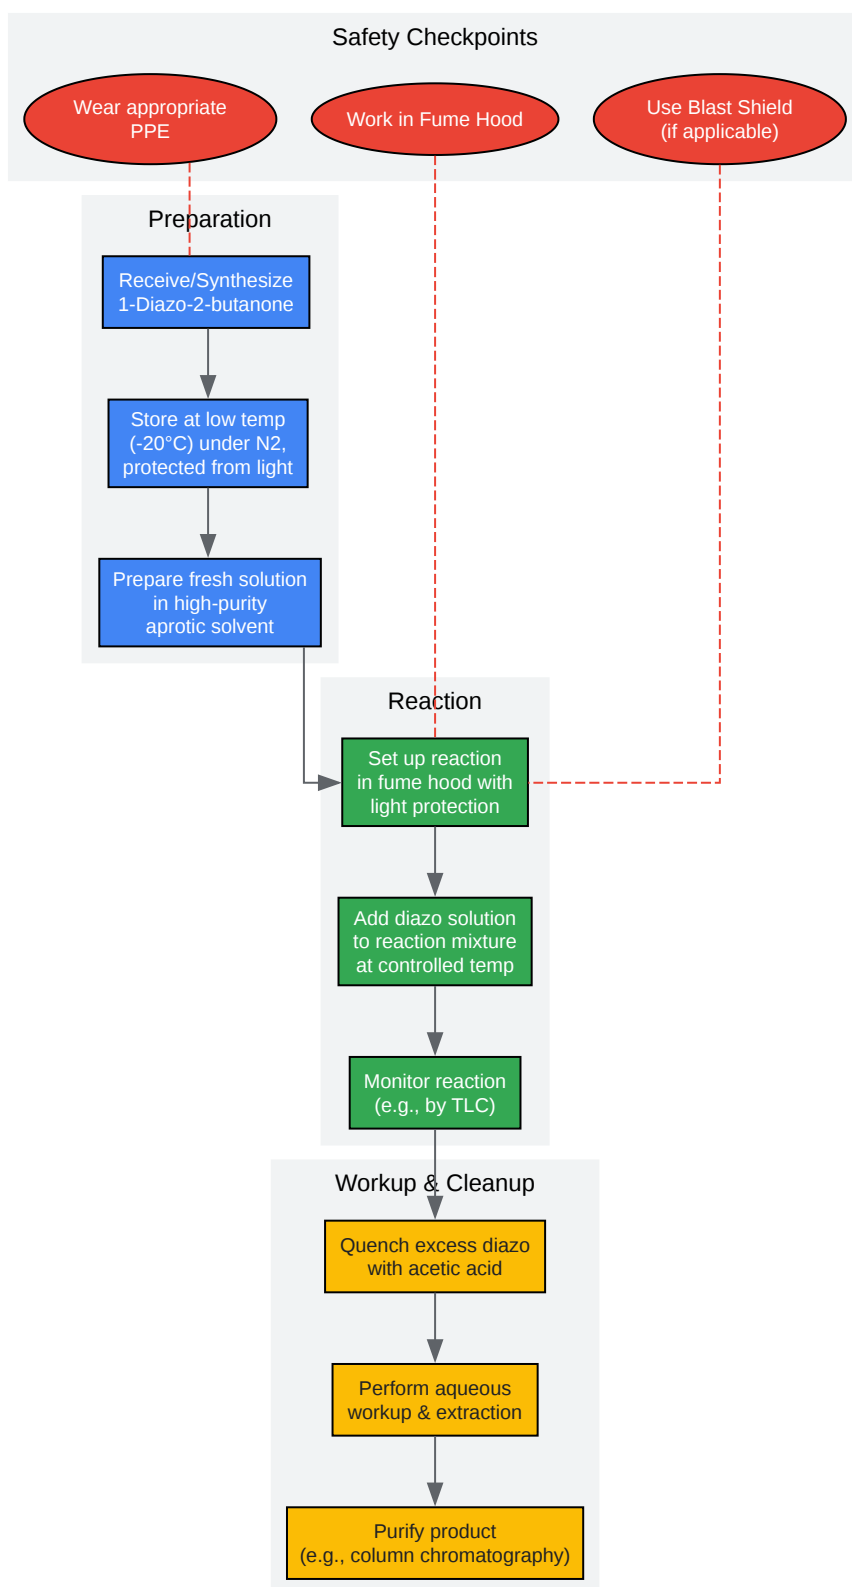 Safety Checkpoints
Wear appropriate
PPE
Work in Fume Hood
Use Blast Shield
(if applicable)
Preparation
Receive/Synthesize
1-Diazo-2-butanone
Store at low temp
(-20°C) under N2,
protected from light
Prepare fresh solution
in high-purity
aprotic solvent
Reaction
Set up reaction
in fume hood with
light protection
Add diazo solution
to reaction mixture
at controlled temp
Monitor reaction
(e.g., by TLC)
Workup & Cleanup
Quench excess diazo
with acetic acid
Perform aqueous
workup & extraction
Purify product
(e.g., column chromatography)